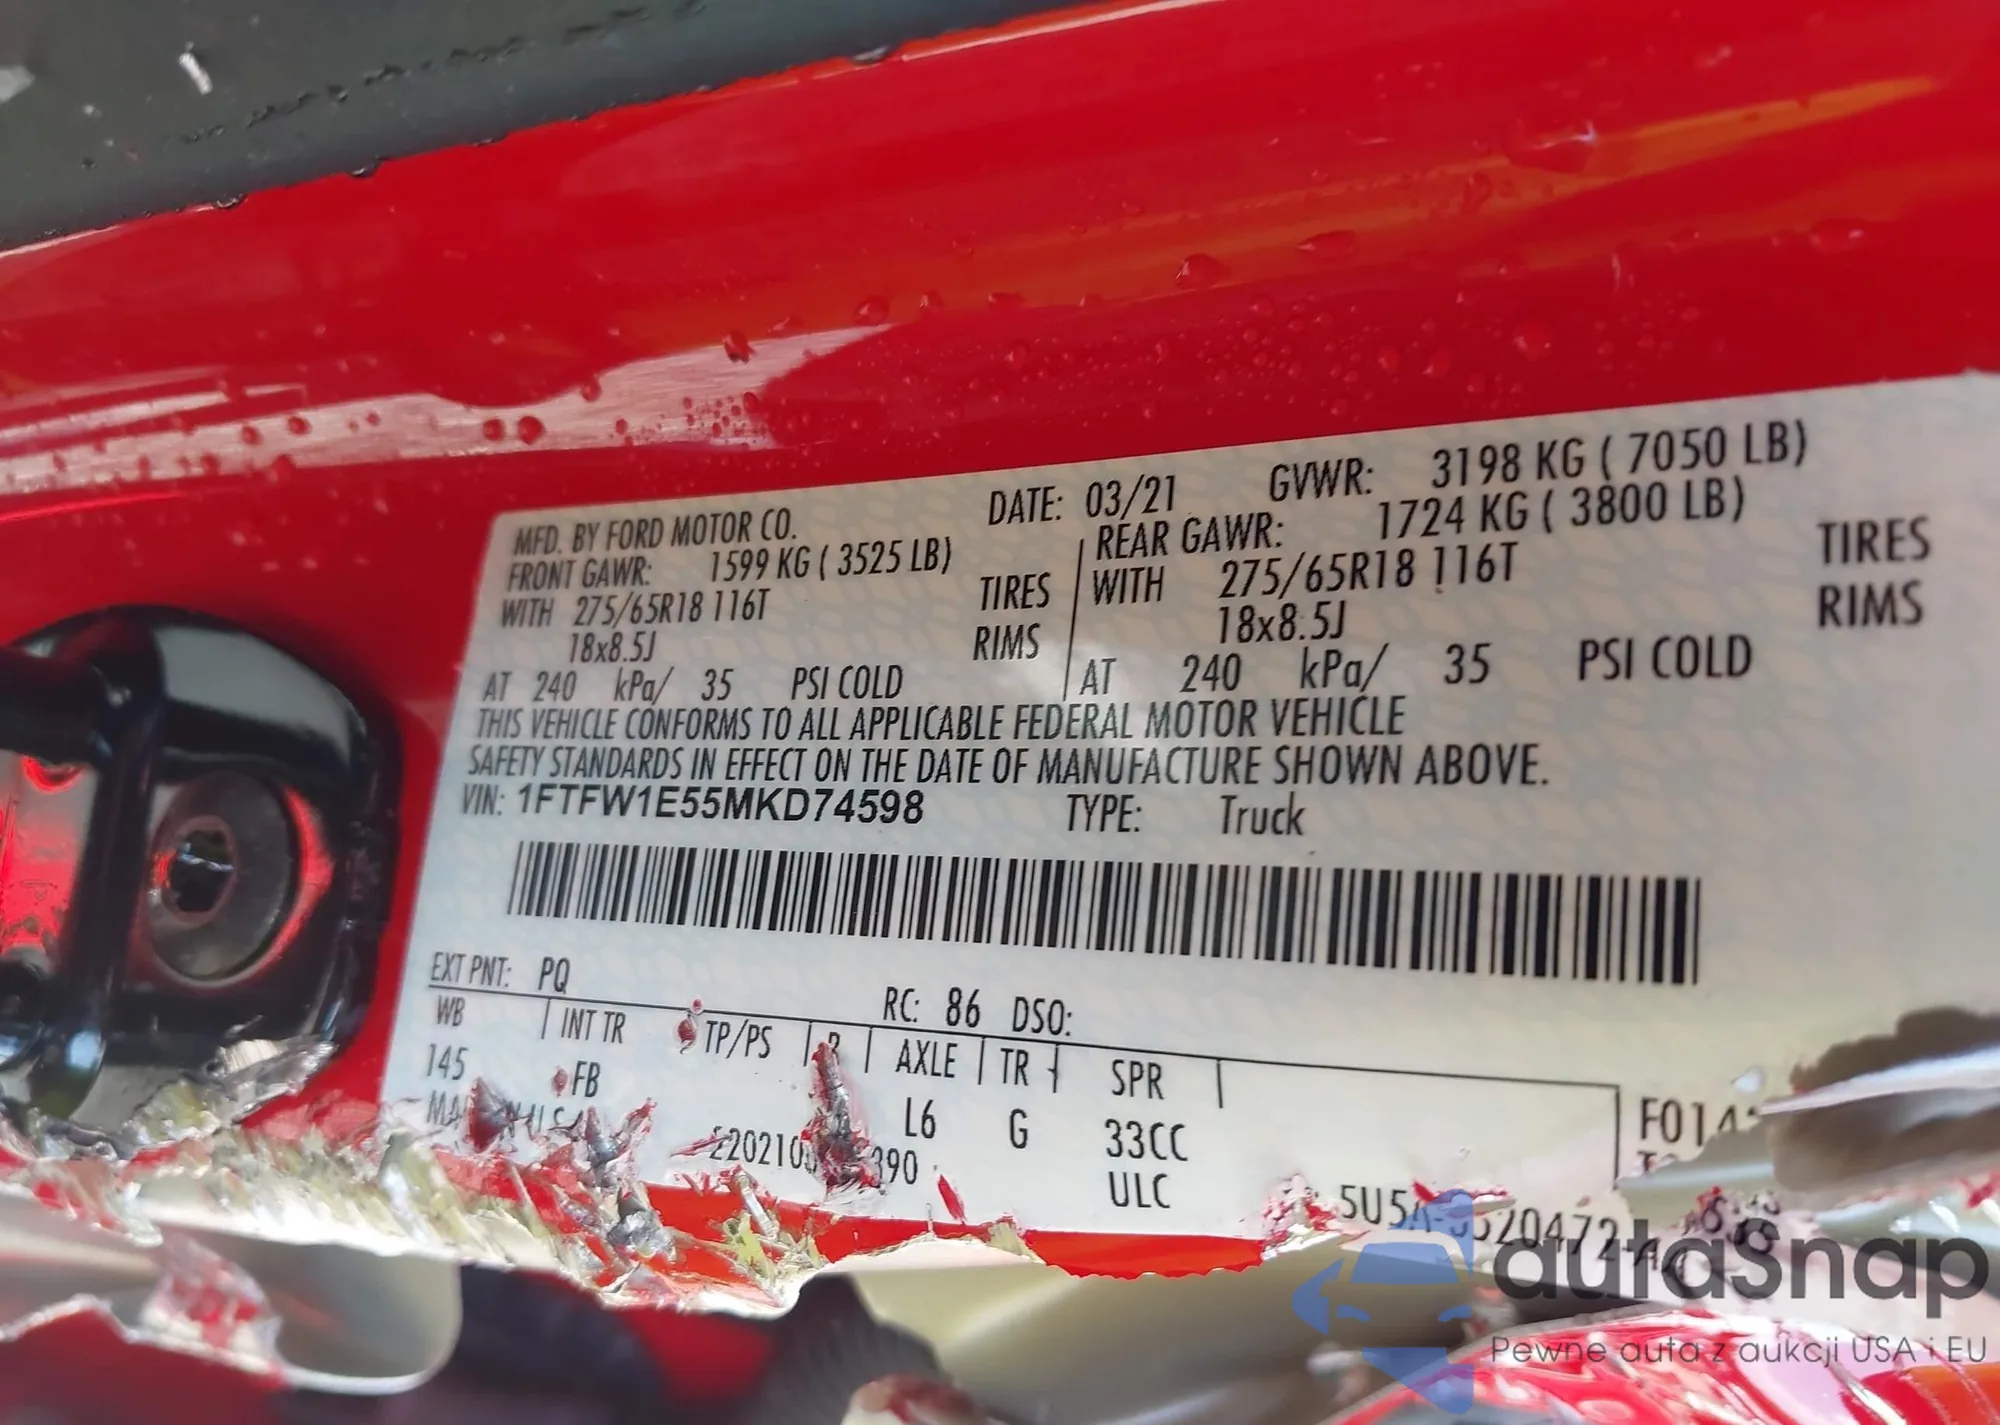 MFD. BY FORD MOTOR CO. DATE: 03/21 GVWR: 3198 KG ( 7050 LB)
FRONT GAWR: 1599 KG ( 3525 LB) REAR GAWR: 1724 KG ( 3800 LB)
WITH 275/65R18 116T TIRES WITH 275/65R18 116T TIRES
18x8.5J RIMS 18x8.5J RIMS
AT 240 kPa/ 35 PSI COLD AT 240 kPa/ 35 PSI COLD
THIS VEHICLE CONFORMS TO ALL APPLICABLE FEDERAL MOTOR VEHICLE
SAFETY STANDARDS IN EFFECT ON THE DATE OF MANUFACTURE SHOWN ABOVE.
VIN: 1FTFW1E55MKD74598 TYPE: Truck
EXT PNT: PQ RC: 86 DSO:
WB INT TR TP/PS R AXLE TR SPR
145 FB L6 G 33CC
ULC
autaSnap
Pewne auta z aukcji USA i EU